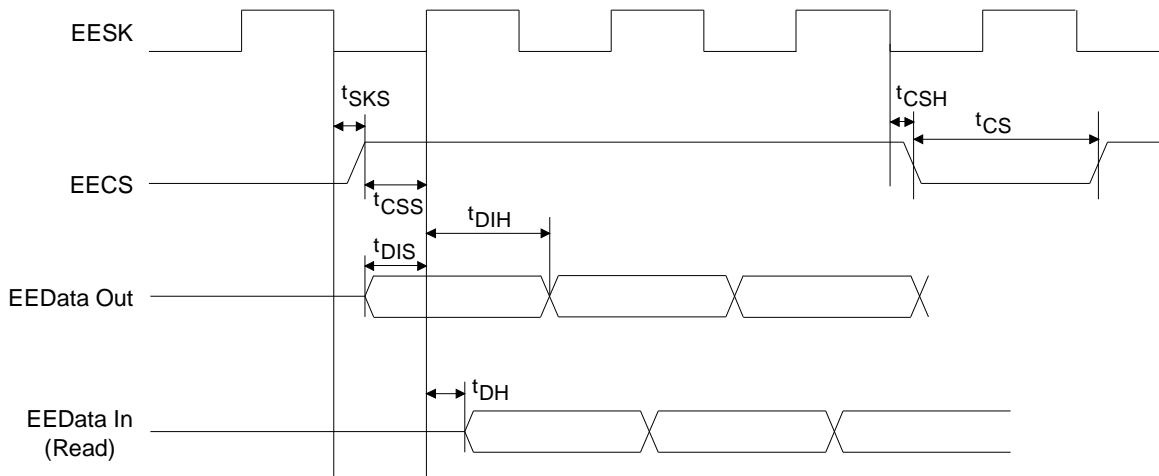 EESK
tSKS
tCSH
tCS
EECS
tCSS
tDIH
tDIS
EEData Out
tDH
EEData In
(Read)